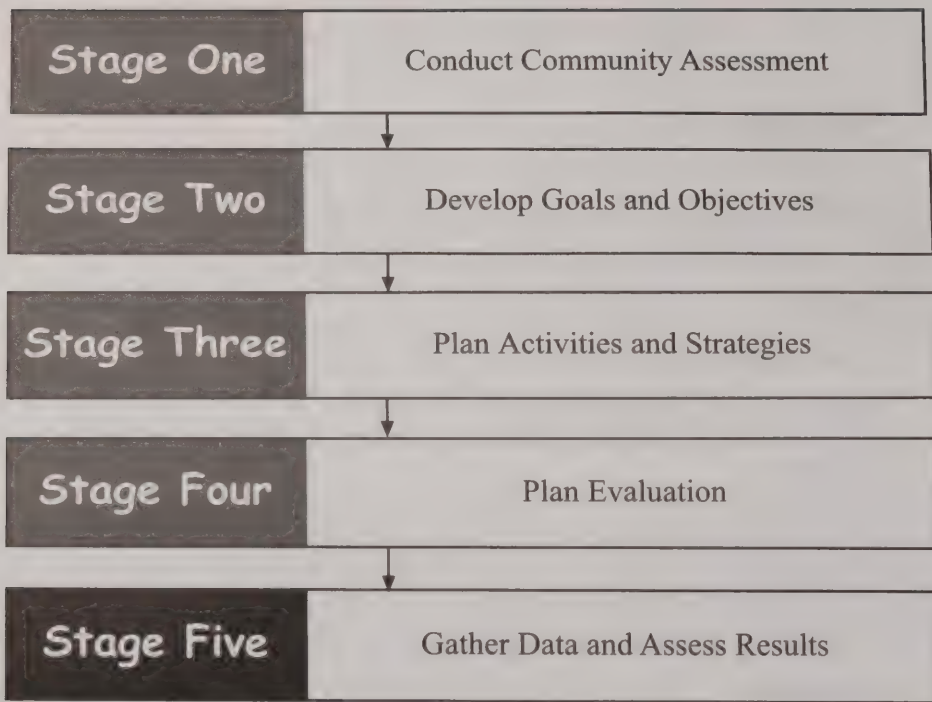 Stage One
Conduct Community Assessment
Stage Two
Develop Goals and Objectives
Stage Three
Plan Activities and Strategies
Stage Four
Plan Evaluation
Stage Five
Gather Data and Assess Results